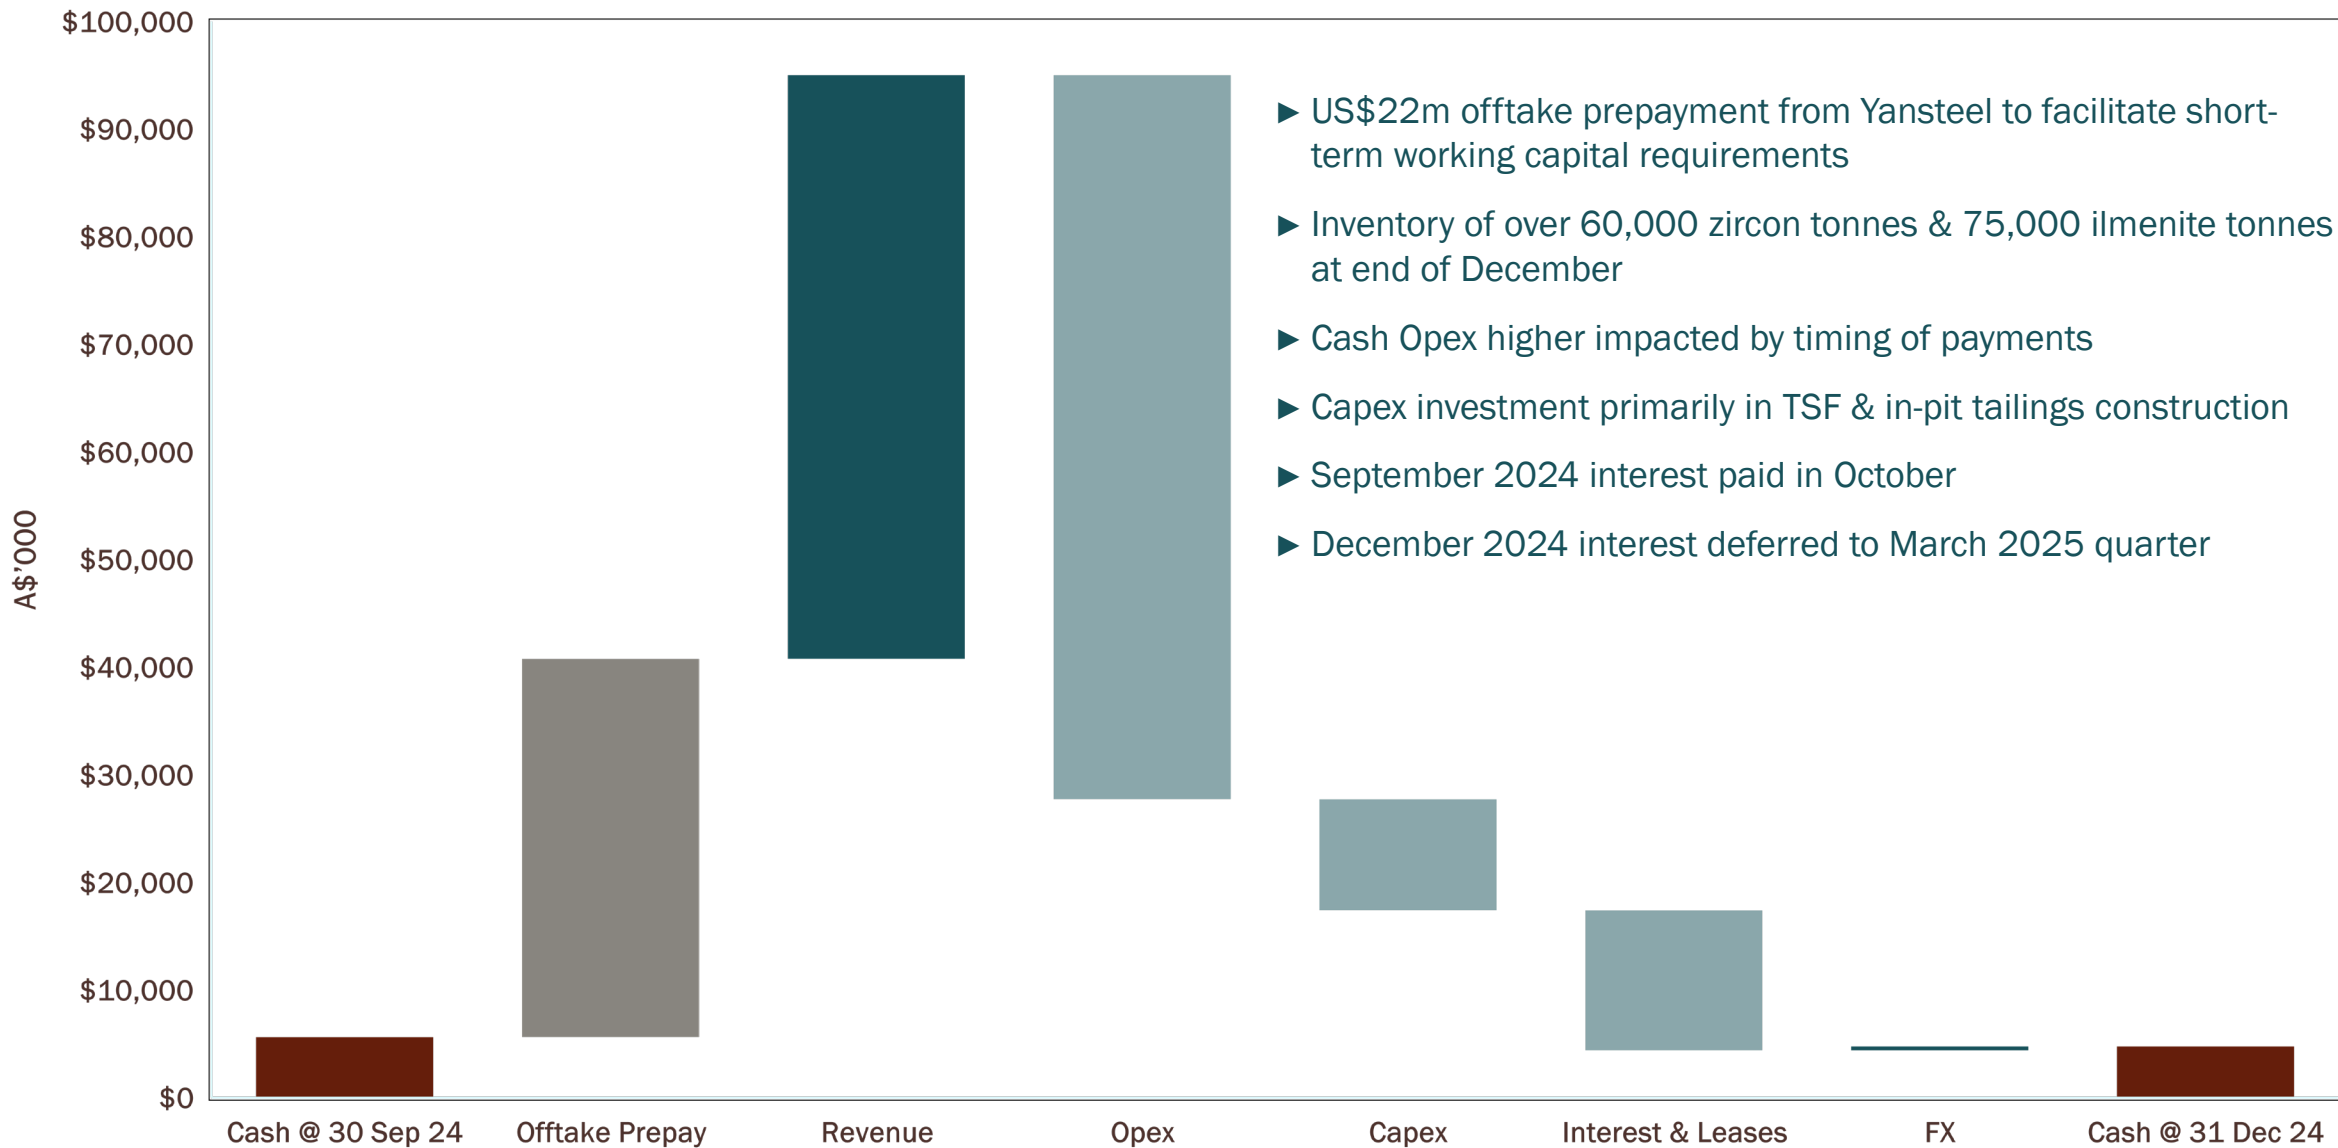 $100,000
$90,000
$80,000
$70,000
$60,000
$50,000
$40,000
$30,000
$20,000
$10,000
$0
A$'000
► US$22m offtake prepayment from Yansteel to facilitate short-
term working capital requirements
► Inventory of over 60,000 zircon tonnes & 75,000 ilmenite tonnes
at end of December
► Cash Opex higher impacted by timing of payments
► Capex investment primarily in TSF & in-pit tailings construction
► September 2024 interest paid in October
► December 2024 interest deferred to March 2025 quarter
Cash @ 30 Sep 24
Offtake Prepay
Revenue
Opex
Capex
Interest & Leases
FX
Cash @ 31 Dec 24